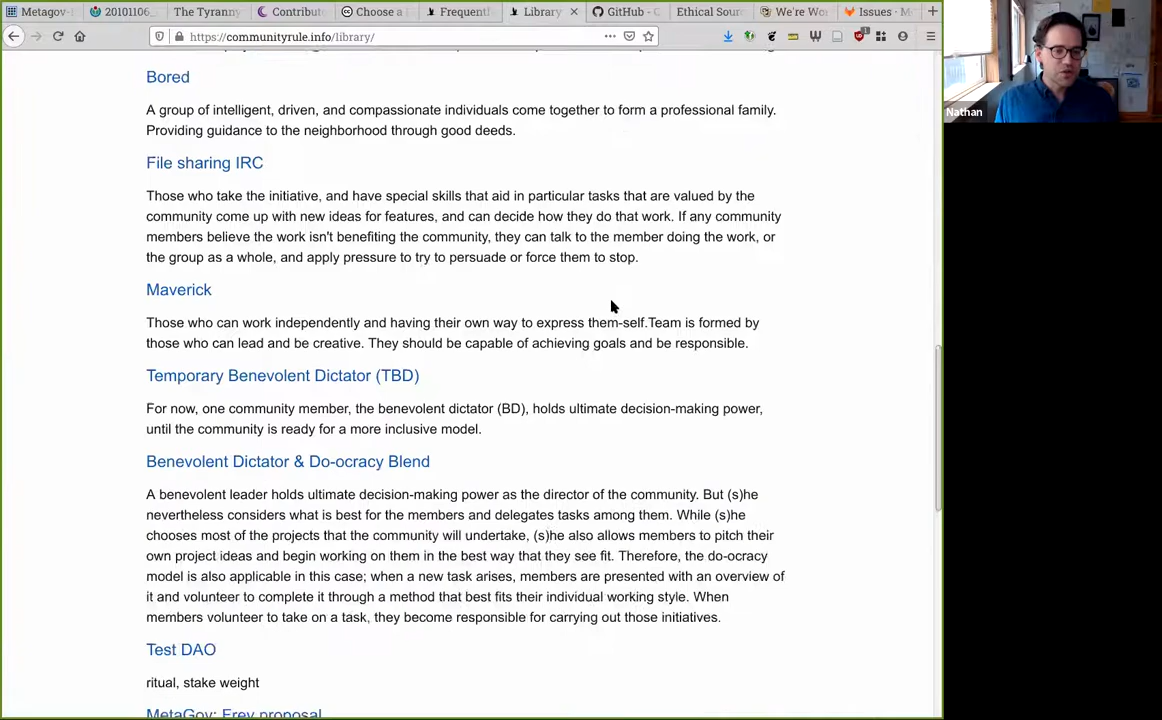 Metagov-
20101106_
The Tyranny
Contribut
Choose a
Frequentl
Library
GitHub - C
Ethical Sour
We're Wo
Issues · M
https://communityrule.info/library/
Bored
A group of intelligent, driven, and compassionate individuals come together to form a professional family.
Providing guidance to the neighborhood through good deeds.
File sharing IRC
Those who take the initiative, and have special skills that aid in particular tasks that are valued by the
community come up with new ideas for features, and can decide how they do that work. If any community
members believe the work isn't benefiting the community, they can talk to the member doing the work, or
the group as a whole, and apply pressure to try to persuade or force them to stop.
Maverick
Those who can work independently and having their own way to express them-self.Team is formed by
those who can lead and be creative. They should be capable of achieving goals and be responsible.
Temporary Benevolent Dictator (TBD)
For now, one community member, the benevolent dictator (BD), holds ultimate decision-making power,
until the community is ready for a more inclusive model.
Benevolent Dictator & Do-ocracy Blend
A benevolent leader holds ultimate decision-making power as the director of the community. But (s)he
nevertheless considers what is best for the members and delegates tasks among them. While (s)he
chooses most of the projects that the community will undertake, (s)he also allows members to pitch their
own project ideas and begin working on them in the best way that they see fit. Therefore, the do-ocracy
model is also applicable in this case; when a new task arises, members are presented with an overview of
it and volunteer to complete it through a method that best fits their individual working style. When
members volunteer to take on a task, they become responsible for carrying out those initiatives.
Test DAO
ritual, stake weight
MetaGov: Frey proposal
Nathan